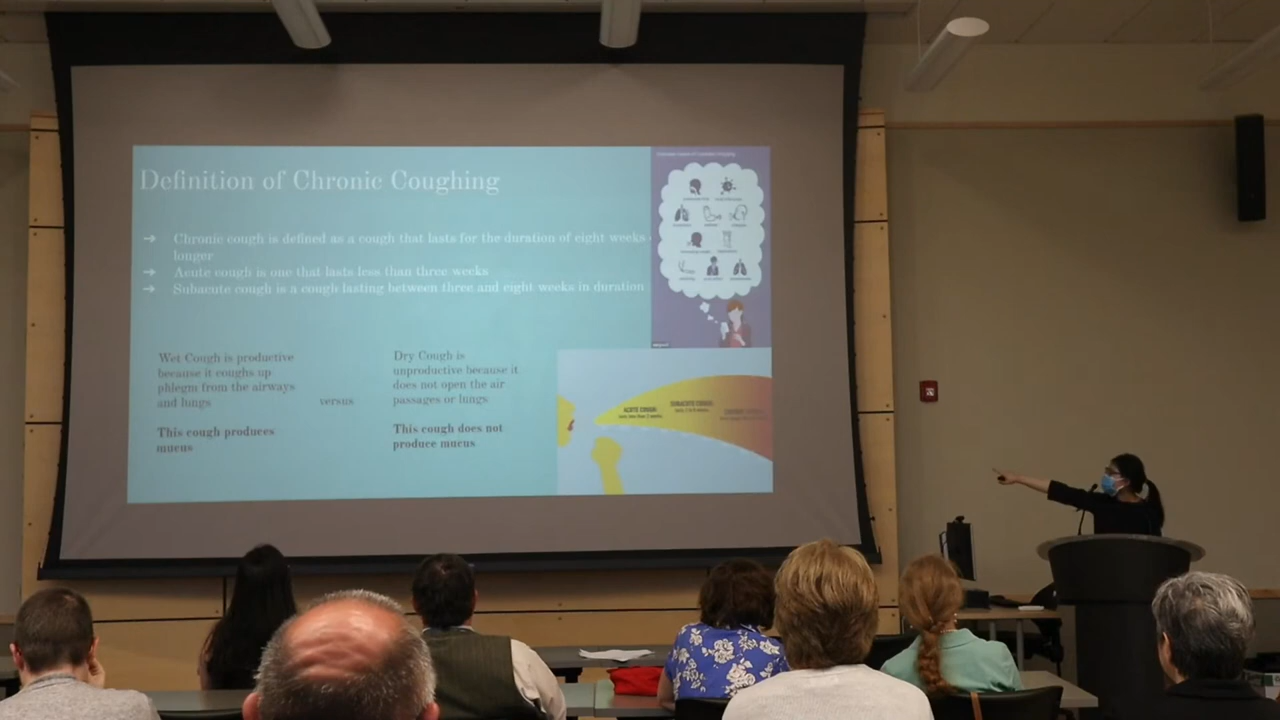 Definition of Chronic Coughing
➔ Chronic cough is defined as a cough that lasts for the duration of eight weeks
longer
➔ Acute cough is one that lasts less than three weeks
➔ Subacute cough is a cough lasting between three and eight weeks in duration
Wet Cough is productive
because it coughs up
phlegm from the airways
and lungs
This cough produces
mucus
versus
Dry Cough is
unproductive because it
does not open the air
passages or lungs
This cough does not
produce mucus
ACUTE COUGH:
SUBACUTE COUGH: